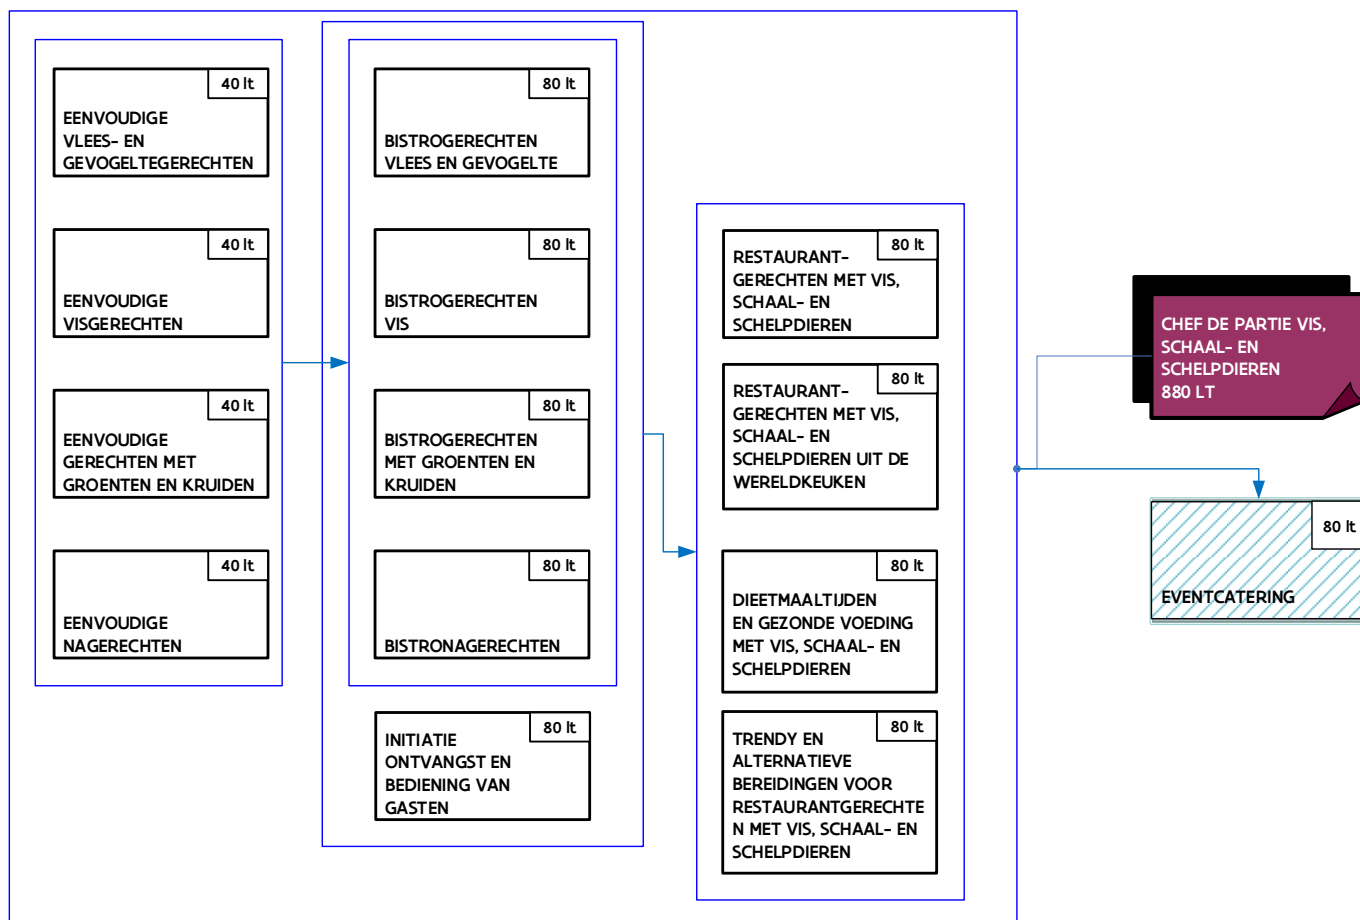 40 lt
EENVOUDIGE
VLEES- EN
GEVOGELTEGERECHTEN
40 lt
EENVOUDIGE
VISGERECHTEN
40 lt
EENVOUDIGE
GERECHTEN MET
GROENTEN EN KRUIDEN
40 lt
EENVOUDIGE
NAGERECHTEN
80 lt
BISTROGERECHTEN
VLEES EN GEVOGELTE
80 lt
BISTROGERECHTEN
VIS
80 lt
BISTROGERECHTEN
MET GROENTEN EN
KRUIDEN
80 lt
BISTRONAGERECHTEN
80 lt
INITIATIE
ONTVANGST EN
BEDIENING VAN
GASTEN
80 lt
RESTAURANT-
GERECHTEN MET VIS,
SCHAAL- EN
SCHELPDIEREN
80 lt
RESTAURANT-
GERECHTEN MET VIS,
SCHAAL- EN
SCHELPDIEREN UIT DE
WERELDKEUKEN
80 lt
DIEETMAALTIJDEN
EN GEZONDE VOEDING
MET VIS, SCHAAL- EN
SCHELPDIEREN
80 lt
TRENDY EN
ALTERNATIEVE
BEREIDINGEN VOOR
RESTAURANTGERECHTE
N MET VIS, SCHAAL- EN
SCHELPDIEREN
CHEF DE PARTIE VIS,
SCHAAL- EN
SCHELPDIEREN
880 LT
80 lt
EVENTCATERING